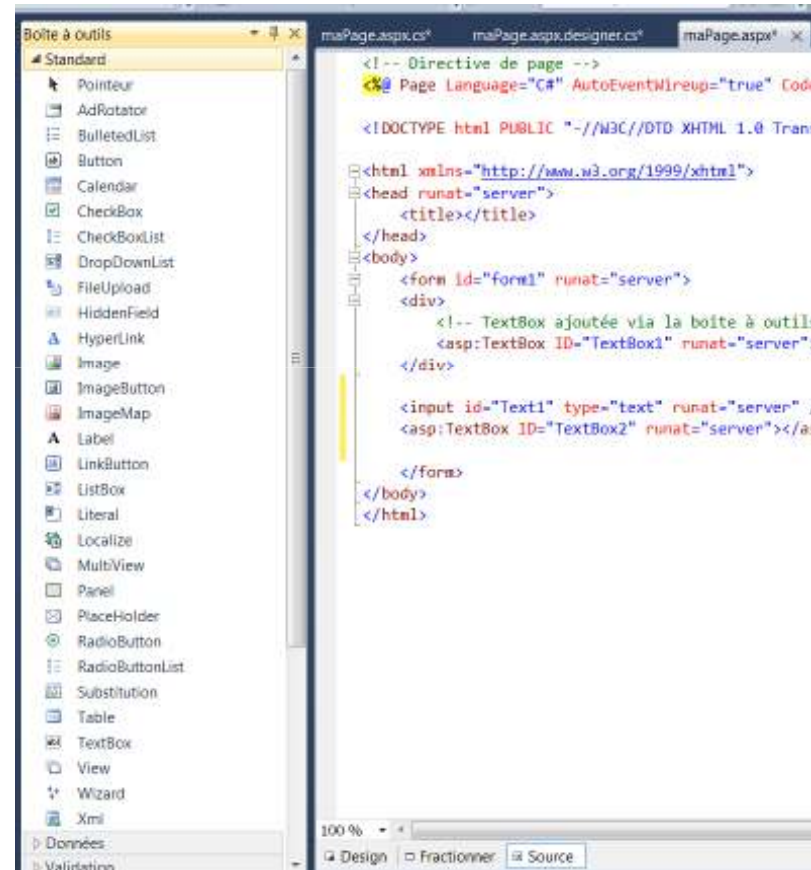 Boîte à outils
Standard
Pointeur
AdRotator
BulletedList
Button
Calendar
CheckBox
CheckBoxList
DropDownList
FileUpload
HiddenField
HyperLink
Image
ImageButton
ImageMap
Label
LinkButton
ListBox
Literal
Localize
MultiView
Panel
PlaceHolder
RadioButton
RadioButtonList
Substitution
Table
TextBox
View
Wizard
Xml
Données
Validation
maPage.aspx.cs* maPage.aspx.designer.cs* maPage.aspx*
<!-- Directive de page -->
<%@ Page Language="C#" AutoEventWireup="true" Cod
<!DOCTYPE html PUBLIC "-//W3C//DTD XHTML 1.0 Tran
<html xmlns="http://www.w3.org/1999/xhtml">
<head runat="server">
<title></title>
</head>
<body>
<form id="form1" runat="server">
<div>
<!-- TextBox ajoutée via la boîte à outil
<asp:TextBox ID="TextBox1" runat="server"
</div>
<input id="Text1" type="text" runat="server"
<asp:TextBox ID="TextBox2" runat="server"></a
</form>
</body>
</html>
100 %
Design Fractionner Source